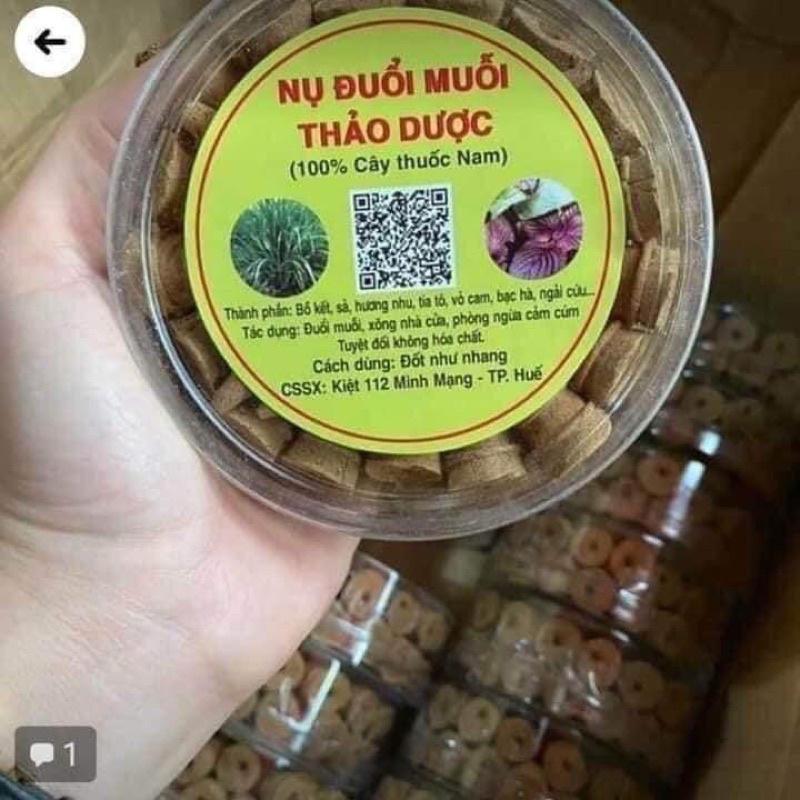 NỤ ĐUỔI MUỖI
THẢO DƯỢC
(100% Cây thuốc Nam)
Thành phần: Bồ kết, sả, hương nhu, tía tô, vỏ cam, bạc hà, ngải cứu...
Tác dụng: Đuổi muỗi, xông nhà cửa, phòng ngừa cảm cúm
Tuyệt đối không hóa chất.
Cách dùng: Đốt như nhang
CSSX: Kiệt 112 Minh Mạng - TP. Huế
1